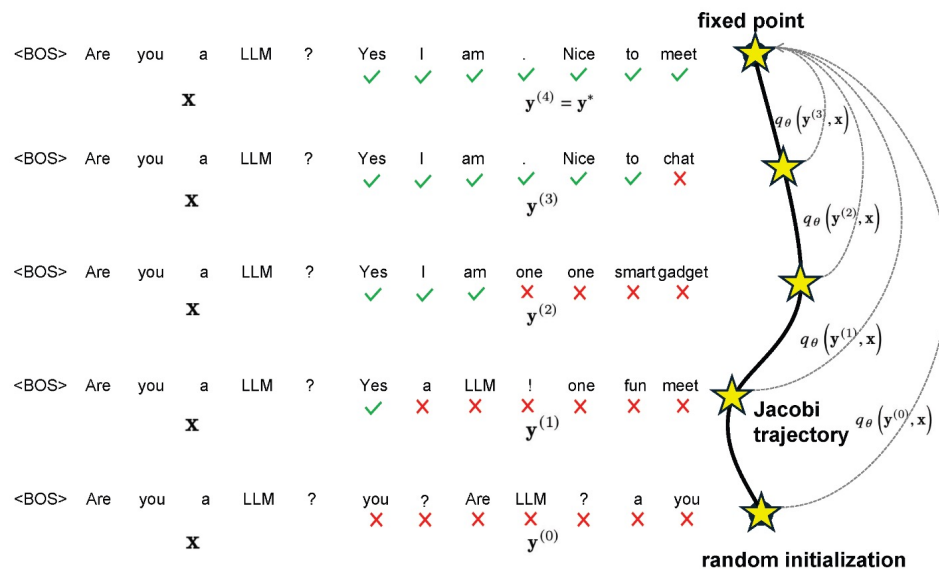 fixed point
<BOS> Are you a LLM ? Yes I am . Nice to meet
x
y⁽⁴⁾ = y*
qθ (y⁽³⁾, x)
<BOS> Are you a LLM ? Yes I am . Nice to chat
x
y⁽³⁾
qθ (y⁽²⁾, x)
<BOS> Are you a LLM ? Yes I am one one smart gadget
x
y⁽²⁾
qθ (y⁽¹⁾, x)
<BOS> Are you a LLM ? Yes a LLM ! one fun meet
x
y⁽¹⁾
Jacobi
trajectory
qθ (y⁽⁰⁾, x)
<BOS> Are you a LLM ? you ? Are LLM ? a you
x
y⁽⁰⁾
random initialization